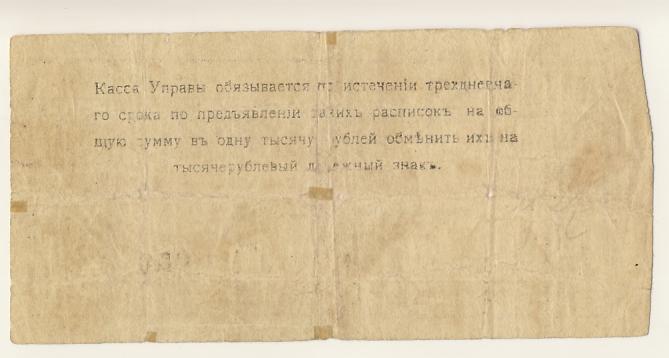 Касса Управы обязывается по истеченіи трехдневна-
го срока по предъявленіи такихъ расписокъ на об-
щую сумму въ одну тысячу рублей обмѣнить ихъ на
тысячерублевый денежный знакъ.